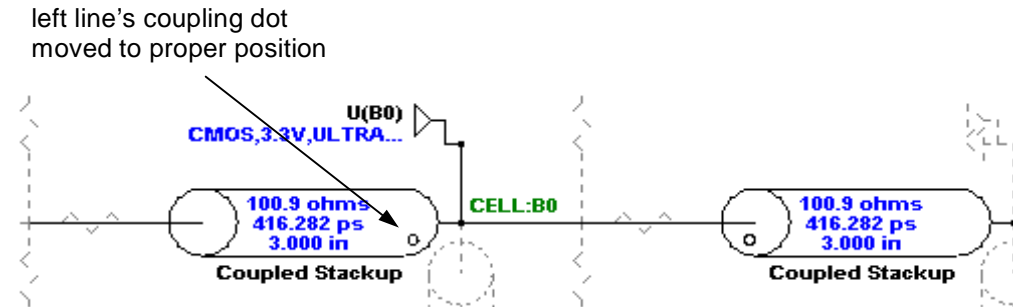 left line's coupling dot
moved to proper position
U(B0)
CMOS,3.3V,ULTRA...
100.9 ohms
416.282 ps
3.000 in
Coupled Stackup
CELL:B0
100.9 ohms
416.282 ps
3.000 in
Coupled Stackup